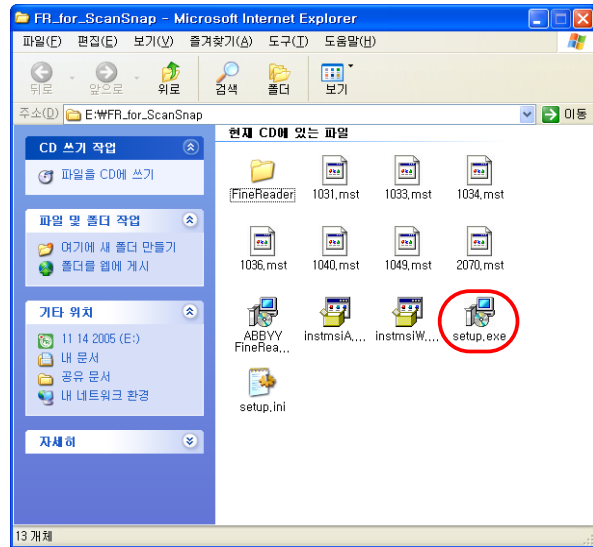 FR_for_ScanSnap - Microsoft Internet Explorer
파일(F) 편집(E) 보기(V) 즐겨찾기(A) 도구(T) 도움말(H)
뒤로 앞으로 위로 검색 폴더 보기
주소(D) E:\FR_for_ScanSnap 이동
현재 CD에 있는 파일
CD 쓰기 작업
파일을 CD에 쓰기
FineReader 1031.mst 1033.mst 1034.mst
파일 및 폴더 작업
여기에 새 폴더 만들기
폴더를 웹에 게시
1036.mst 1040.mst 1049.mst 2070.mst
기타 위치
11 14 2005 (E:)
내 문서
공유 문서
내 네트워크 환경
ABBYY FineRea... instmsiA,... instmsiW,... setup.exe
setup.ini
자세히
13 개체